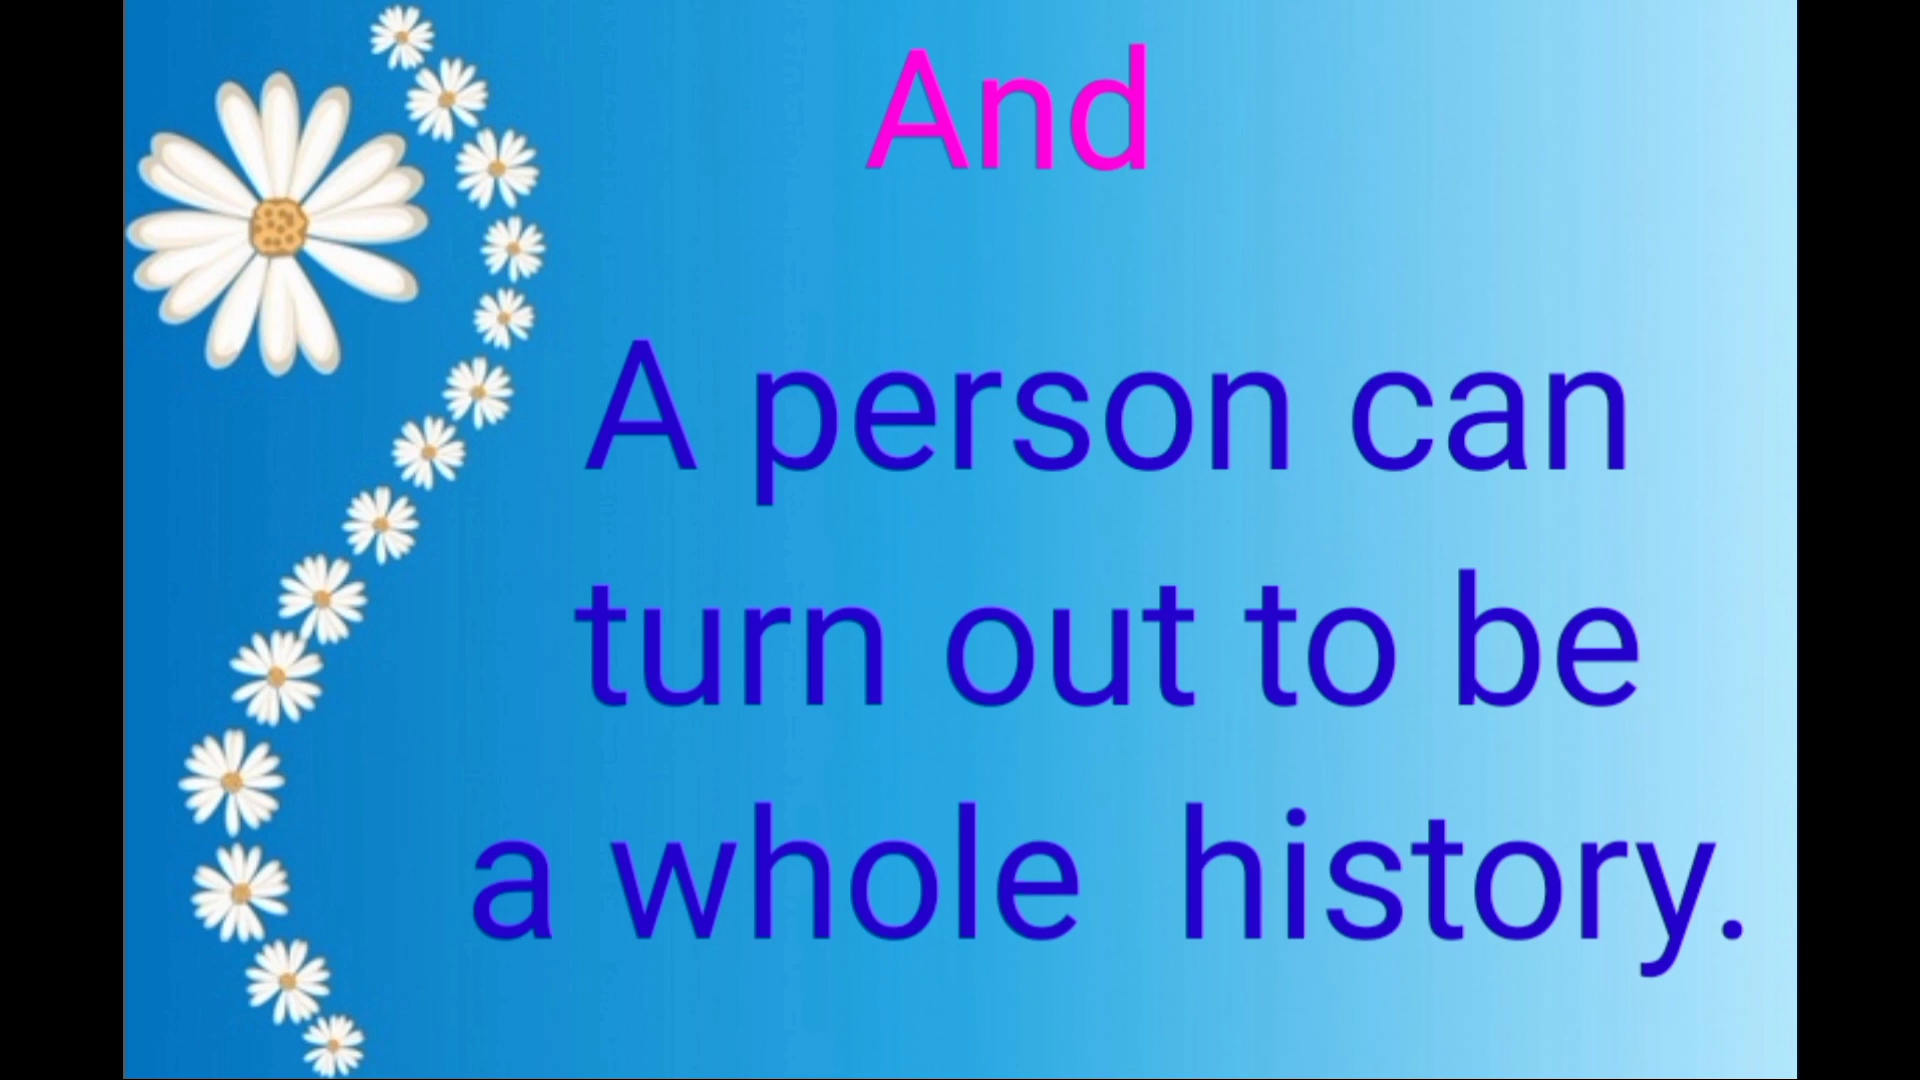 And
A person can
turn out to be
a whole  history.